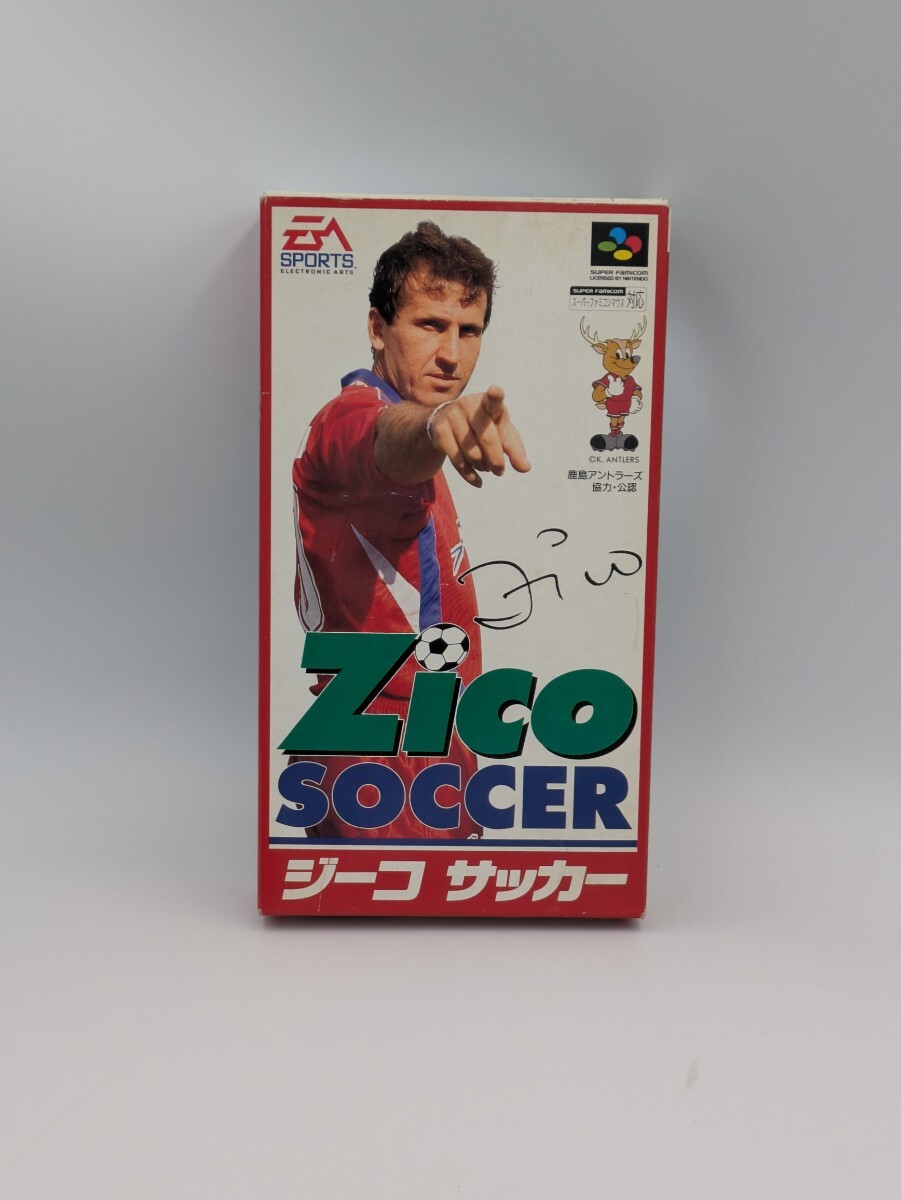 EA
SPORTS™
ELECTRONIC ARTS
SUPER FAMICOM
LICENSED BY NINTENDO
SUPER FAMICOM
スーパーファミコンマウス 対応
©K. ANTLERS
鹿島アントラーズ
協力・公認
Zico
Zico
SOCCER
ジーコ サッカー